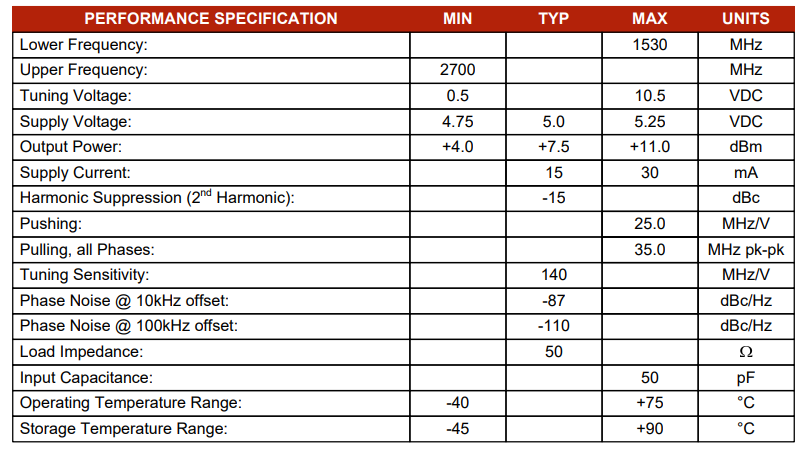 PERFORMANCE SPECIFICATION MIN TYP MAX UNITS
Lower Frequency: 1530 MHz
Upper Frequency: 2700 MHz
Tuning Voltage: 0.5 10.5 VDC
Supply Voltage: 4.75 5.0 5.25 VDC
Output Power: +4.0 +7.5 +11.0 dBm
Supply Current: 15 30 mA
Harmonic Suppression (2nd Harmonic): -15 dBc
Pushing: 25.0 MHz/V
Pulling, all Phases: 35.0 MHz pk-pk
Tuning Sensitivity: 140 MHz/V
Phase Noise @ 10kHz offset: -87 dBc/Hz
Phase Noise @ 100kHz offset: -110 dBc/Hz
Load Impedance: 50 Ω
Input Capacitance: 50 pF
Operating Temperature Range: -40 +75 °C
Storage Temperature Range: -45 +90 °C